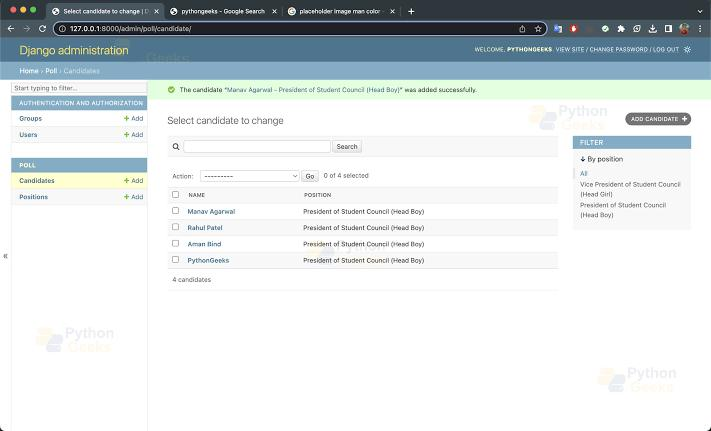 Select candidate to change | D
pythongeeks - Google Search
placeholder image man color -
127.0.0.1:8000/admin/poll/candidate/
Django administration
WELCOME, PYTHONGEEKS. VIEW SITE / CHANGE PASSWORD / LOG OUT
Geeks
Home › Poll › Candidates
Start typing to filter...
AUTHENTICATION AND AUTHORIZATION
Groups + Add
Users + Add
POLL
Candidates + Add
Positions + Add
«
The candidate "Manav Agarwal - President of Student Council (Head Boy)" was added successfully.
Select candidate to change
Python
Geeks
ADD CANDIDATE +
Search
Action: --------- Go 0 of 4 selected
NAME POSITION
Manav Agarwal President of Student Council (Head Boy)
Rahul Patel President of Student Council (Head Boy)
Aman Bind President of Student Council (Head Boy)
PythonGeeks President of Student Council (Head Boy)
4 candidates
FILTER
↓ By position
All
Vice President of Student Council
(Head Girl)
President of Student Council
(Head Boy)
Python
Geeks
Python
Geeks